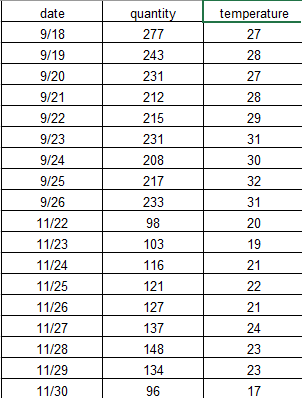 date quantity temperature
9/18 277 27
9/19 243 28
9/20 231 27
9/21 212 28
9/22 215 29
9/23 231 31
9/24 208 30
9/25 217 32
9/26 233 31
11/22 98 20
11/23 103 19
11/24 116 21
11/25 121 22
11/26 127 21
11/27 137 24
11/28 148 23
11/29 134 23
11/30 96 17